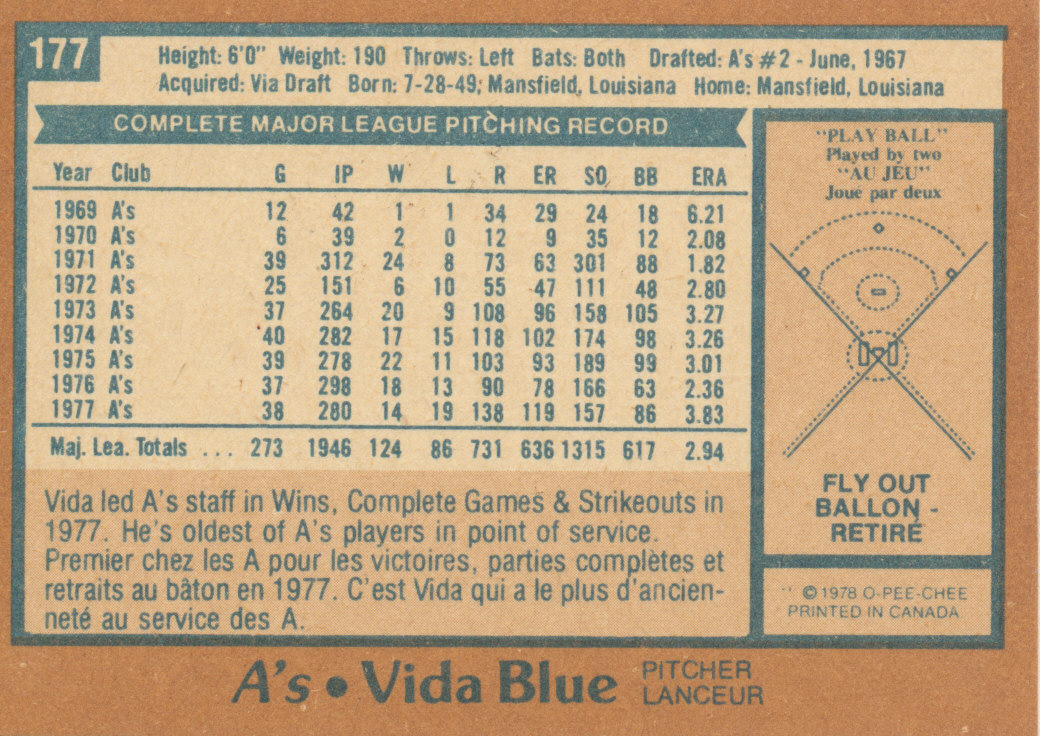 177
Height: 6'0" Weight: 190 Throws: Left Bats: Both Drafted: A's #2 - June, 1967
Acquired: Via Draft Born: 7-28-49, Mansfield, Louisiana Home: Mansfield, Louisiana
COMPLETE MAJOR LEAGUE PITCHING RECORD
Year Club G IP W L R ER SO BB ERA
1969 A's 12 42 1 1 34 29 24 18 6.21
1970 A's 6 39 2 0 12 9 35 12 2.08
1971 A's 39 312 24 8 73 63 301 88 1.82
1972 A's 25 151 6 10 55 47 111 48 2.80
1973 A's 37 264 20 9 108 96 158 105 3.27
1974 A's 40 282 17 15 118 102 174 98 3.26
1975 A's 39 278 22 11 103 93 189 99 3.01
1976 A's 37 298 18 13 90 78 166 63 2.36
1977 A's 38 280 14 19 138 119 157 86 3.83
Maj. Lea. Totals ... 273 1946 124 86 731 636 1315 617 2.94
Vida led A's staff in Wins, Complete Games & Strikeouts in
1977. He's oldest of A's players in point of service.
Premier chez les A pour les victoires, parties complètes et
retraits au bâton en 1977. C'est Vida qui a le plus d'ancien-
neté au service des A.
"PLAY BALL"
Played by two
"AU JEU"
Joué par deux
FLY OUT
BALLON -
RETIRÉ
©1978 O-PEE-CHEE
PRINTED IN CANADA
A's • Vida Blue
PITCHER
LANCEUR